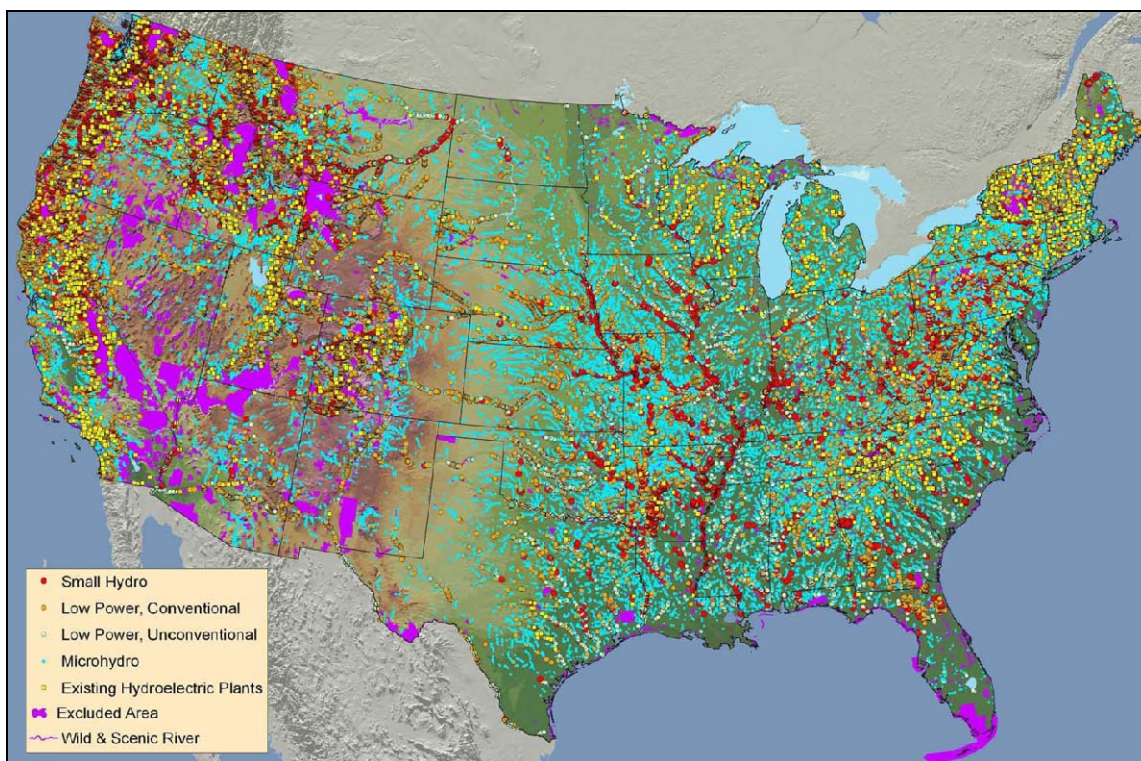 Small Hydro
Low Power, Conventional
Low Power, Unconventional
Microhydro
Existing Hydroelectric Plants
Excluded Area
Wild & Scenic River